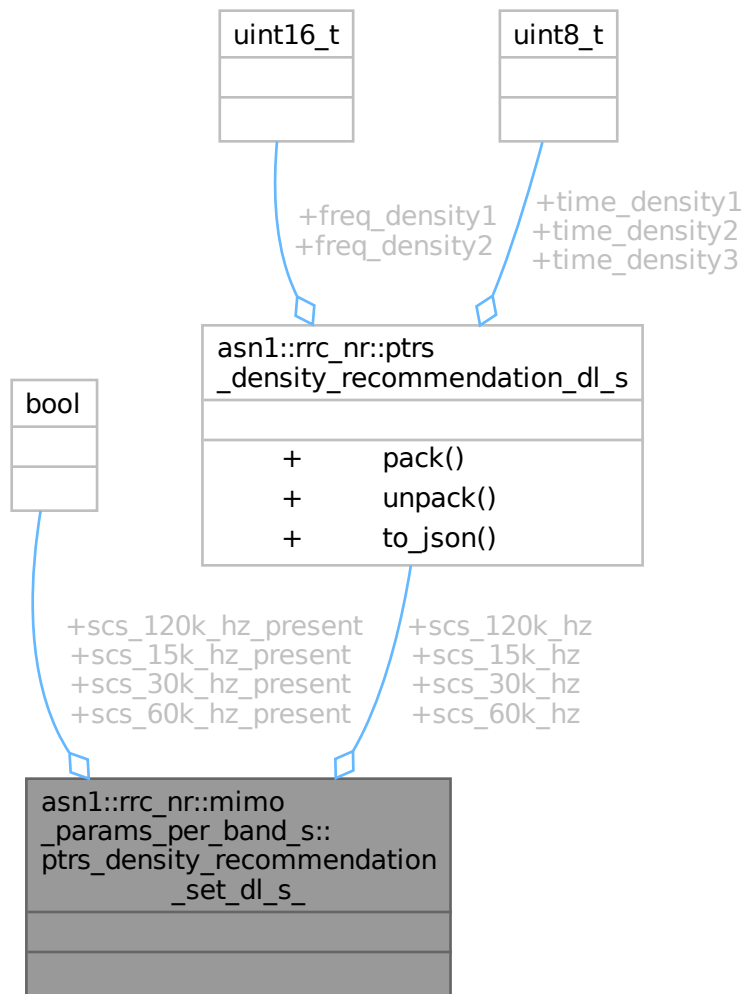 uint16_t
uint8_t
+freq_density1
+freq_density2
+time_density1
+time_density2
+time_density3
asn1::rrc_nr::ptrs
_density_recommendation_dl_s
+ pack()
+ unpack()
+ to_json()
bool
+scs_120k_hz_present
+scs_15k_hz_present
+scs_30k_hz_present
+scs_60k_hz_present
+scs_120k_hz
+scs_15k_hz
+scs_30k_hz
+scs_60k_hz
asn1::rrc_nr::mimo
_params_per_band_s::
ptrs_density_recommendation
_set_dl_s_